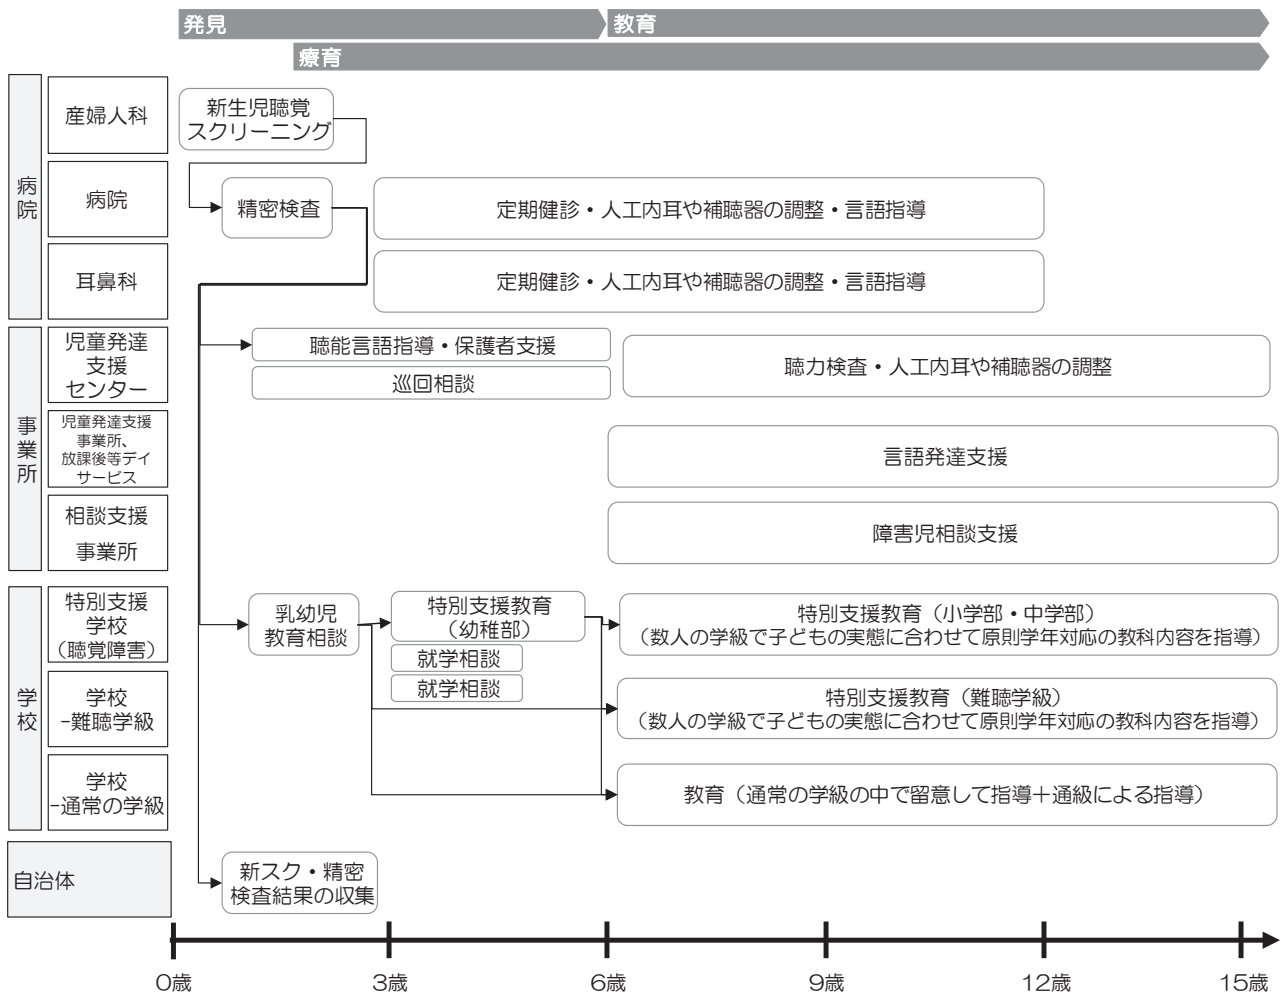 発見
教育
療育
病院
産婦人科
新生児聴覚
スクリーニング
病院
精密検査
定期健診・人工内耳や補聴器の調整・言語指導
耳鼻科
定期健診・人工内耳や補聴器の調整・言語指導
事業所
児童発達
支援
センター
聴能言語指導・保護者支援
巡回相談
聴力検査・人工内耳や補聴器の調整
児童発達支援
事業所、
放課後等デイ
サービス
言語発達支援
相談支援
事業所
障害児相談支援
学校
特別支援
学校
（聴覚障害）
乳幼児
教育相談
特別支援教育
（幼稚部）
就学相談
就学相談
特別支援教育（小学部・中学部）
（数人の学級で子どもの実態に合わせて原則学年対応の教科内容を指導）
学校
-難聴学級
特別支援教育（難聴学級）
（数人の学級で子どもの実態に合わせて原則学年対応の教科内容を指導）
学校
-通常の学級
教育（通常の学級の中で留意して指導＋通級による指導）
自治体
新スク・精密
検査結果の収集
0歳
3歳
6歳
9歳
12歳
15歳